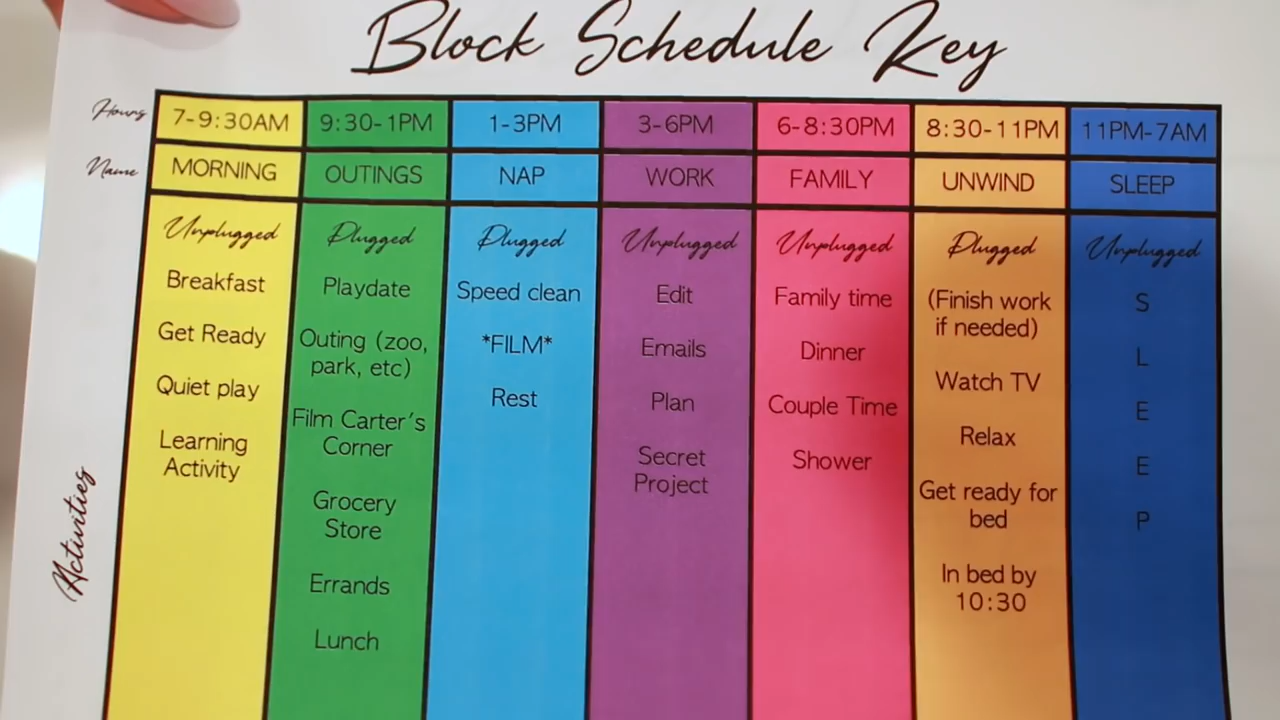 Block Schedule Key
Hours
7-9:30AM
9:30-1PM
1-3PM
3-6PM
6-8:30PM
8:30-11PM
11PM-7AM
Name
MORNING
OUTINGS
NAP
WORK
FAMILY
UNWIND
SLEEP
Activities
Unplugged
Breakfast
Get Ready
Quiet play
Learning
Activity
Plugged
Playdate
Outing (zoo,
park, etc)
Film Carter's
Corner
Grocery
Store
Errands
Lunch
Plugged
Speed clean
*FILM*
Rest
Unplugged
Edit
Emails
Plan
Secret
Project
Unplugged
Family time
Dinner
Couple Time
Shower
Plugged
(Finish work
if needed)
Watch TV
Relax
Get ready for
bed
In bed by
10:30
Unplugged
S
L
E
E
P